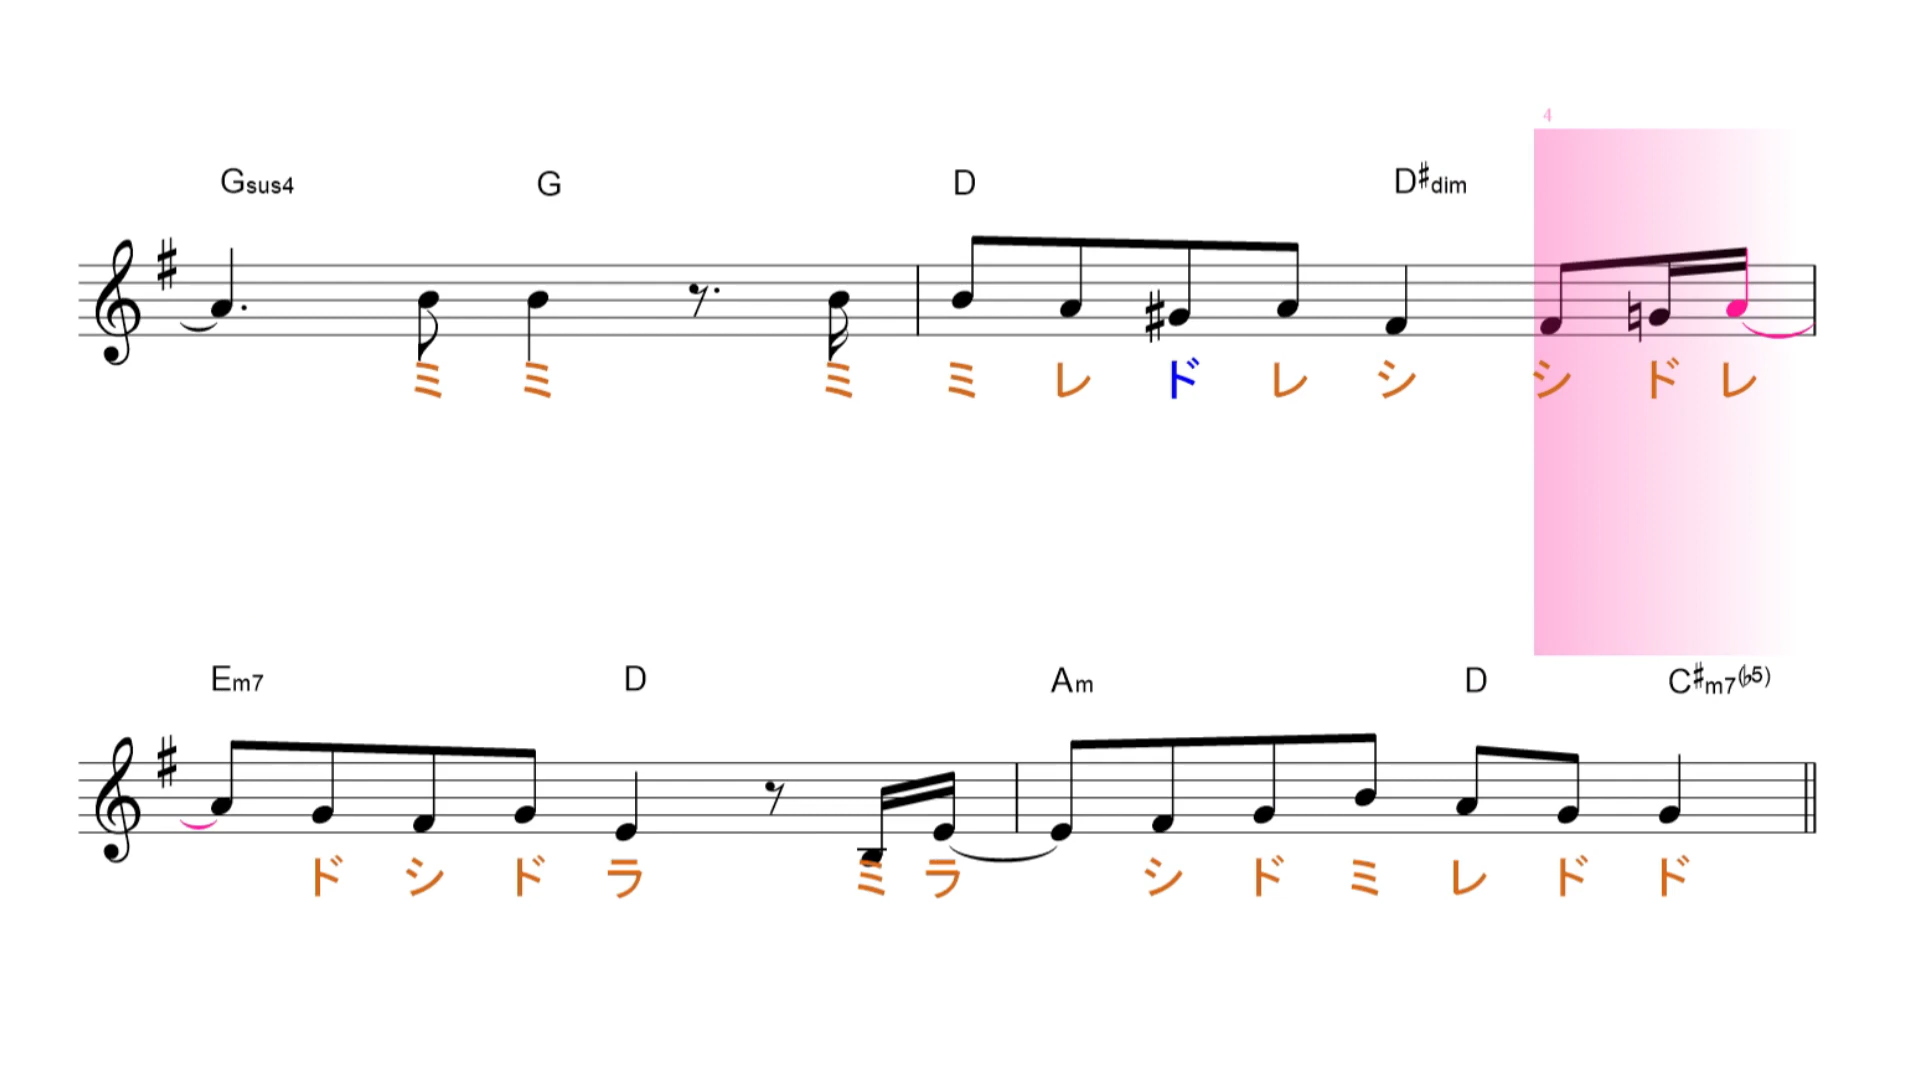 4
Gsus4 G D D♯dim
ミ ミ ミ ミ レ ド レ シ シ ド レ
Em7 D Am D C♯m7(♭5)
ド シ ド ラ ミ ラ シ ド ミ レ ド ド